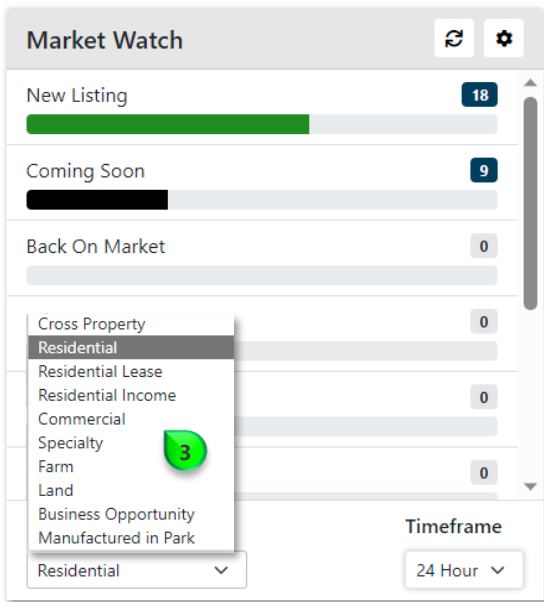 Market Watch
New Listing
18
Coming Soon
9
Back On Market
0
0
0
0
Cross Property
Residential
Residential Lease
Residential Income
Commercial
Specialty
Farm
Land
Business Opportunity
Manufactured in Park
3
Timeframe
Residential
24 Hour